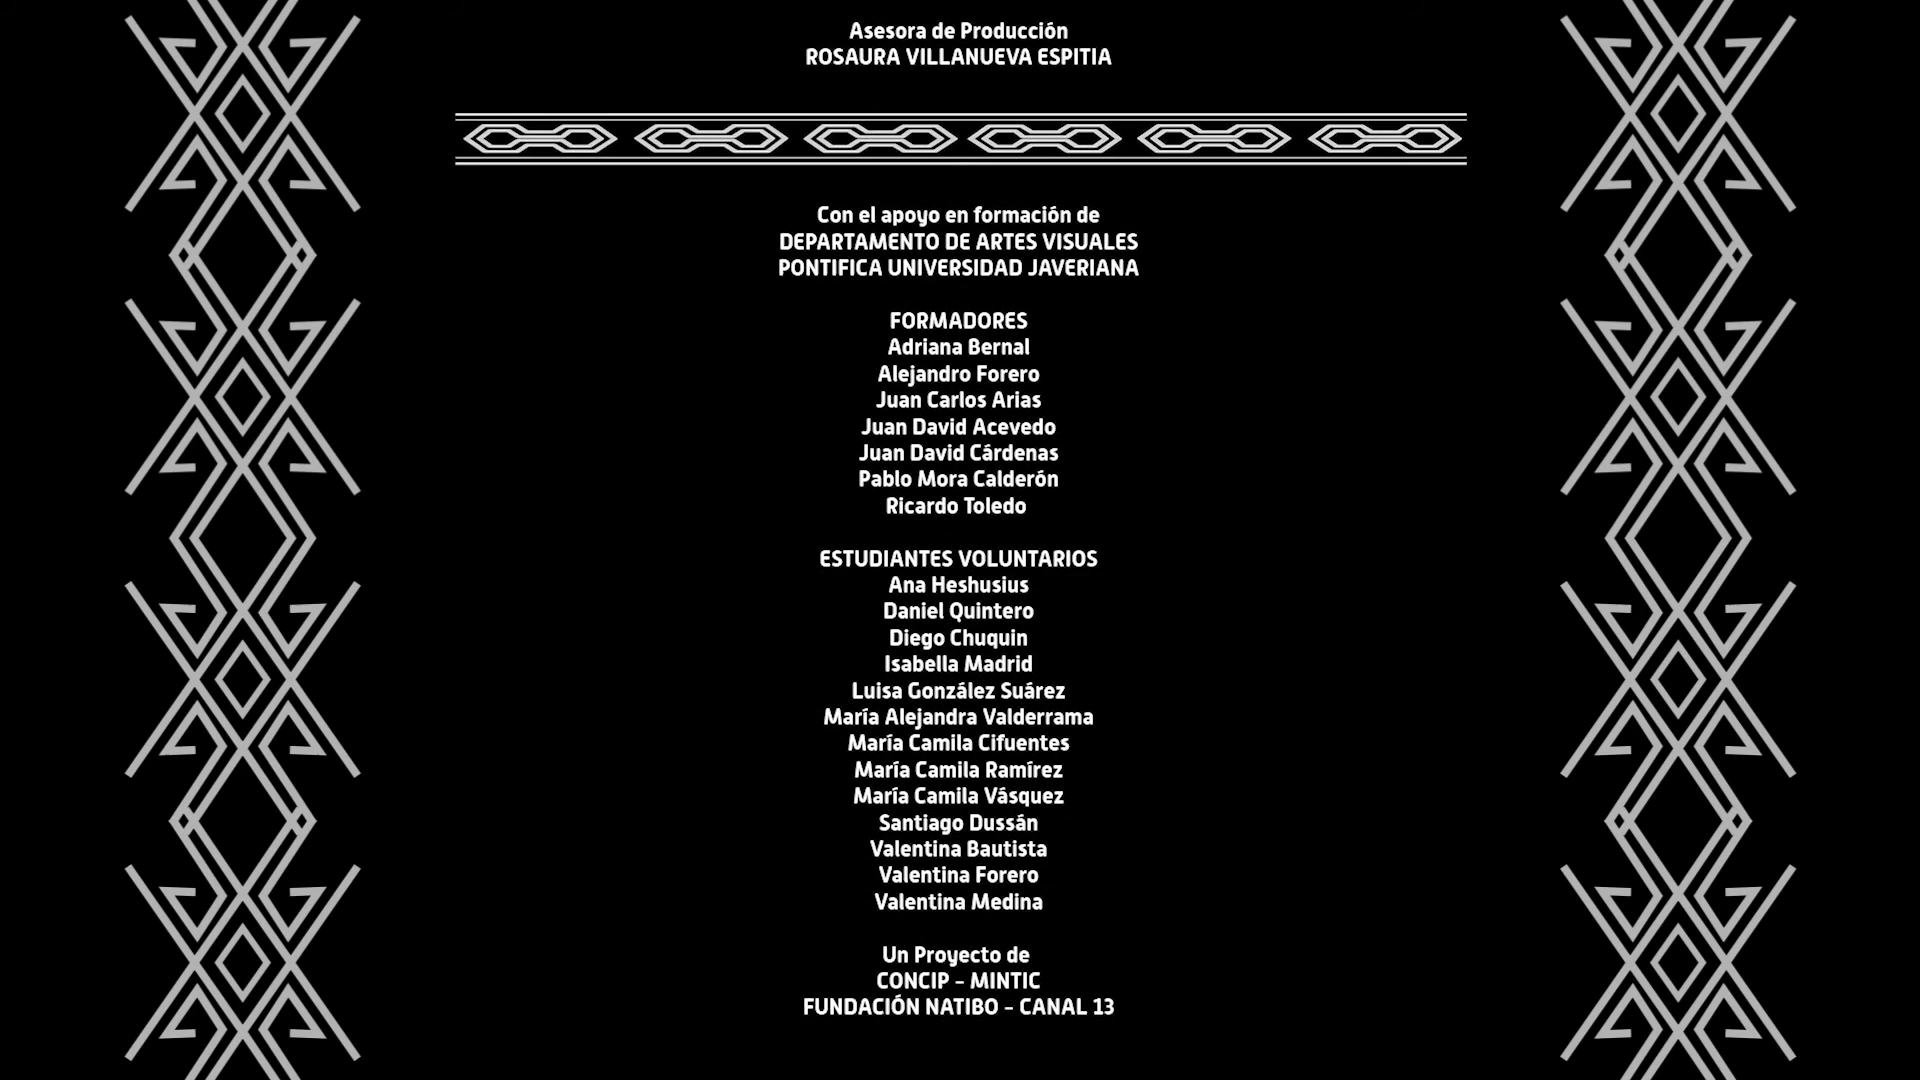 Asesora de Producción
ROSAURA VILLANUEVA ESPITIA
Con el apoyo en formación de
DEPARTAMENTO DE ARTES VISUALES
PONTIFICA UNIVERSIDAD JAVERIANA
FORMADORES
Adriana Bernal
Alejandro Forero
Juan Carlos Arias
Juan David Acevedo
Juan David Cárdenas
Pablo Mora Calderón
Ricardo Toledo
ESTUDIANTES VOLUNTARIOS
Ana Heshusius
Daniel Quintero
Diego Chuquin
Isabella Madrid
Luisa González Suárez
María Alejandra Valderrama
María Camila Cifuentes
María Camila Ramírez
María Camila Vásquez
Santiago Dussán
Valentina Bautista
Valentina Forero
Valentina Medina
Un Proyecto de
CONCIP - MINTIC
FUNDACIÓN NATIBO - CANAL 13